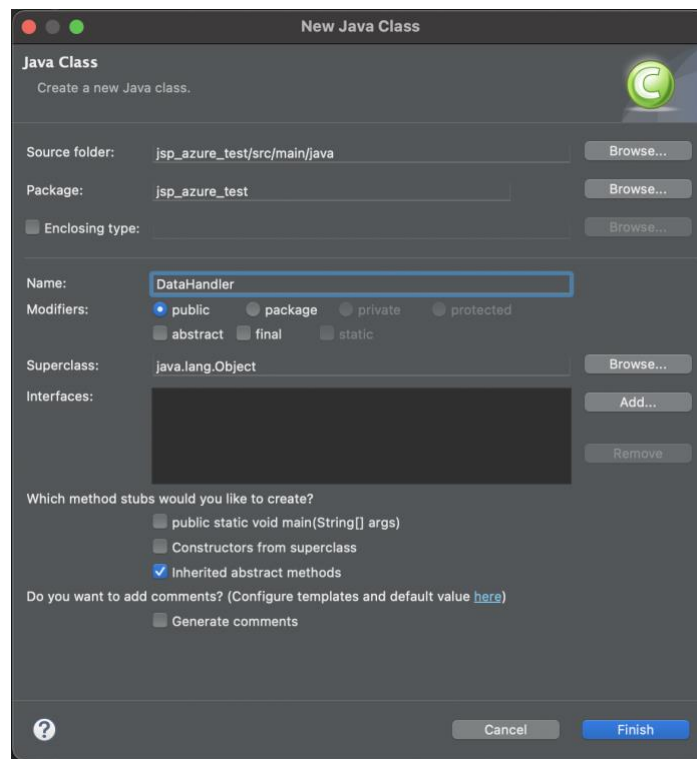 New Java Class
Java Class
Create a new Java class.
C
Source folder: jsp_azure_test/src/main/java Browse...
Package: jsp_azure_test Browse...
Enclosing type: Browse...
Name: DataHandler
Modifiers: public package private protected
abstract final static
Superclass: java.lang.Object Browse...
Interfaces: Add...
Remove
Which method stubs would you like to create?
public static void main(String[] args)
Constructors from superclass
Inherited abstract methods
Do you want to add comments? (Configure templates and default value here)
Generate comments
? Cancel Finish